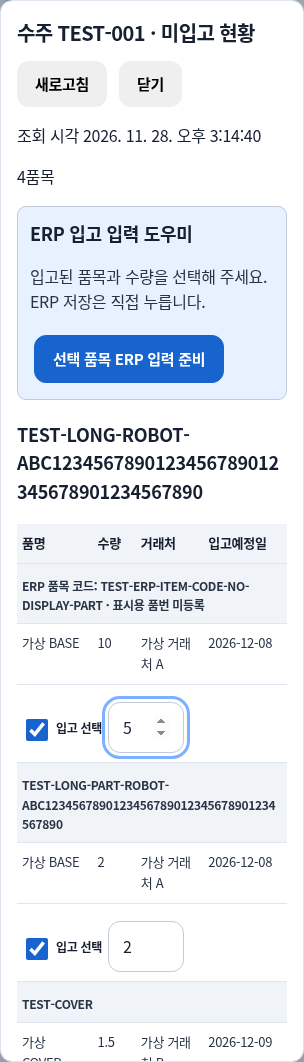 수주 TEST-001 · 미입고 현황
새로고침 닫기
조회 시각 2026. 11. 28. 오후 3:14:40
4품목
ERP 입고 입력 도우미
입고된 품목과 수량을 선택해 주세요.
ERP 저장은 직접 누릅니다.
선택 품목 ERP 입력 준비
TEST-LONG-ROBOT-
ABC1234567890123456789012
345678901234567890
품명 수량 거래처 입고예정일
ERP 품목 코드: TEST-ERP-ITEM-CODE-NO-
DISPLAY-PART · 표시용 품번 미등록
가상 BASE 10 가상 거래 2026-12-08
처 A
입고 선택 5
TEST-LONG-PART-ROBOT-
ABC1234567890123456789012345678901234
567890
가상 BASE 2 가상 거래 2026-12-08
처 A
입고 선택 2
TEST-COVER
가상 1.5 가상 거래 2026-12-09